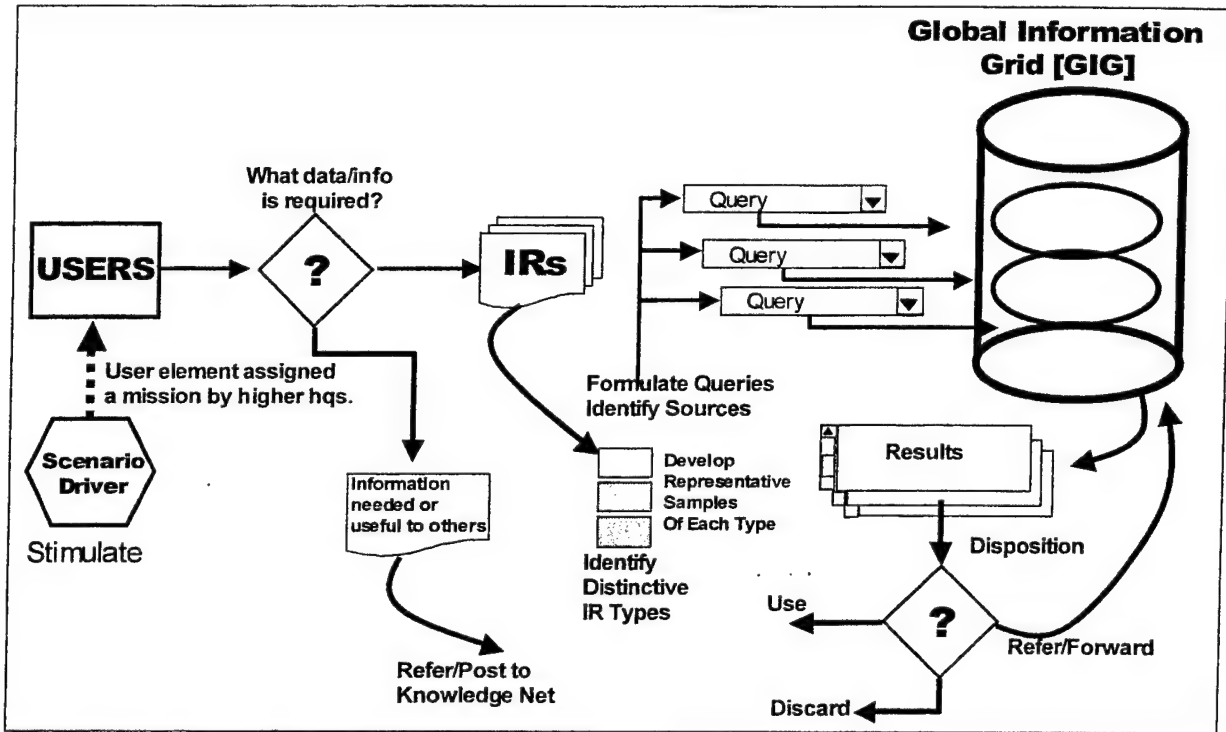 Global Information
Grid [GIG]
What data/info
is required?
USERS
?
IRs
Query
Query
Query
User element assigned
a mission by higher hqs.
Scenario
Driver
Stimulate
Formulate Queries
Identify Sources
Information
needed or
useful to others
Develop
Representative
Samples
Of Each Type
Identify
Distinctive
IR Types
Refer/Post to
Knowledge Net
Results
Disposition
?
Use
Refer/Forward
Discard